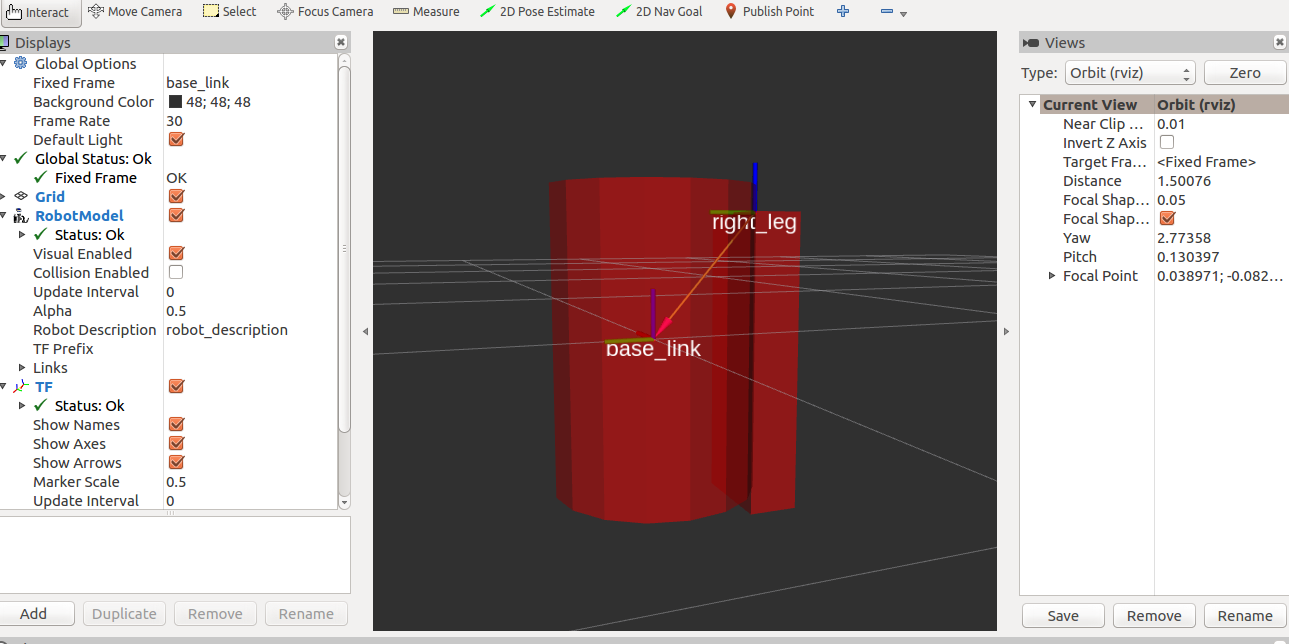 Interact Move Camera Select Focus Camera Measure 2D Pose Estimate 2D Nav Goal Publish Point
Displays
Global Options
Fixed Frame base_link
Background Color 48; 48; 48
Frame Rate 30
Default Light
Global Status: Ok
Fixed Frame OK
Grid
RobotModel
Status: Ok
Visual Enabled
Collision Enabled
Update Interval 0
Alpha 0.5
Robot Description robot_description
TF Prefix
Links
TF
Status: Ok
Show Names
Show Axes
Show Arrows
Marker Scale 0.5
Update Interval 0
Add Duplicate Remove Rename
right_leg
base_link
Views
Type: Orbit (rviz) Zero
Current View Orbit (rviz)
Near Clip ... 0.01
Invert Z Axis
Target Fra... <Fixed Frame>
Distance 1.50076
Focal Shap... 0.05
Focal Shap...
Yaw 2.77358
Pitch 0.130397
Focal Point 0.038971; -0.082...
Save Remove Rename